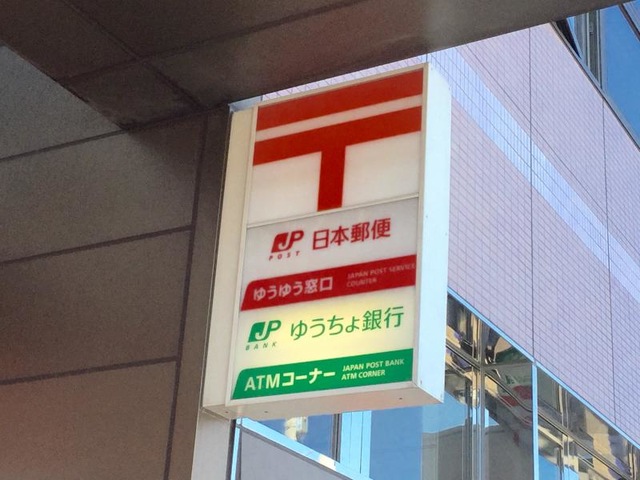 〒
JP 日本郵便
POST
ゆうゆう窓口 JAPAN POST SERVICE
COUNTER
JP ゆうちょ銀行
BANK
ATMコーナー JAPAN POST BANK
ATM CORNER